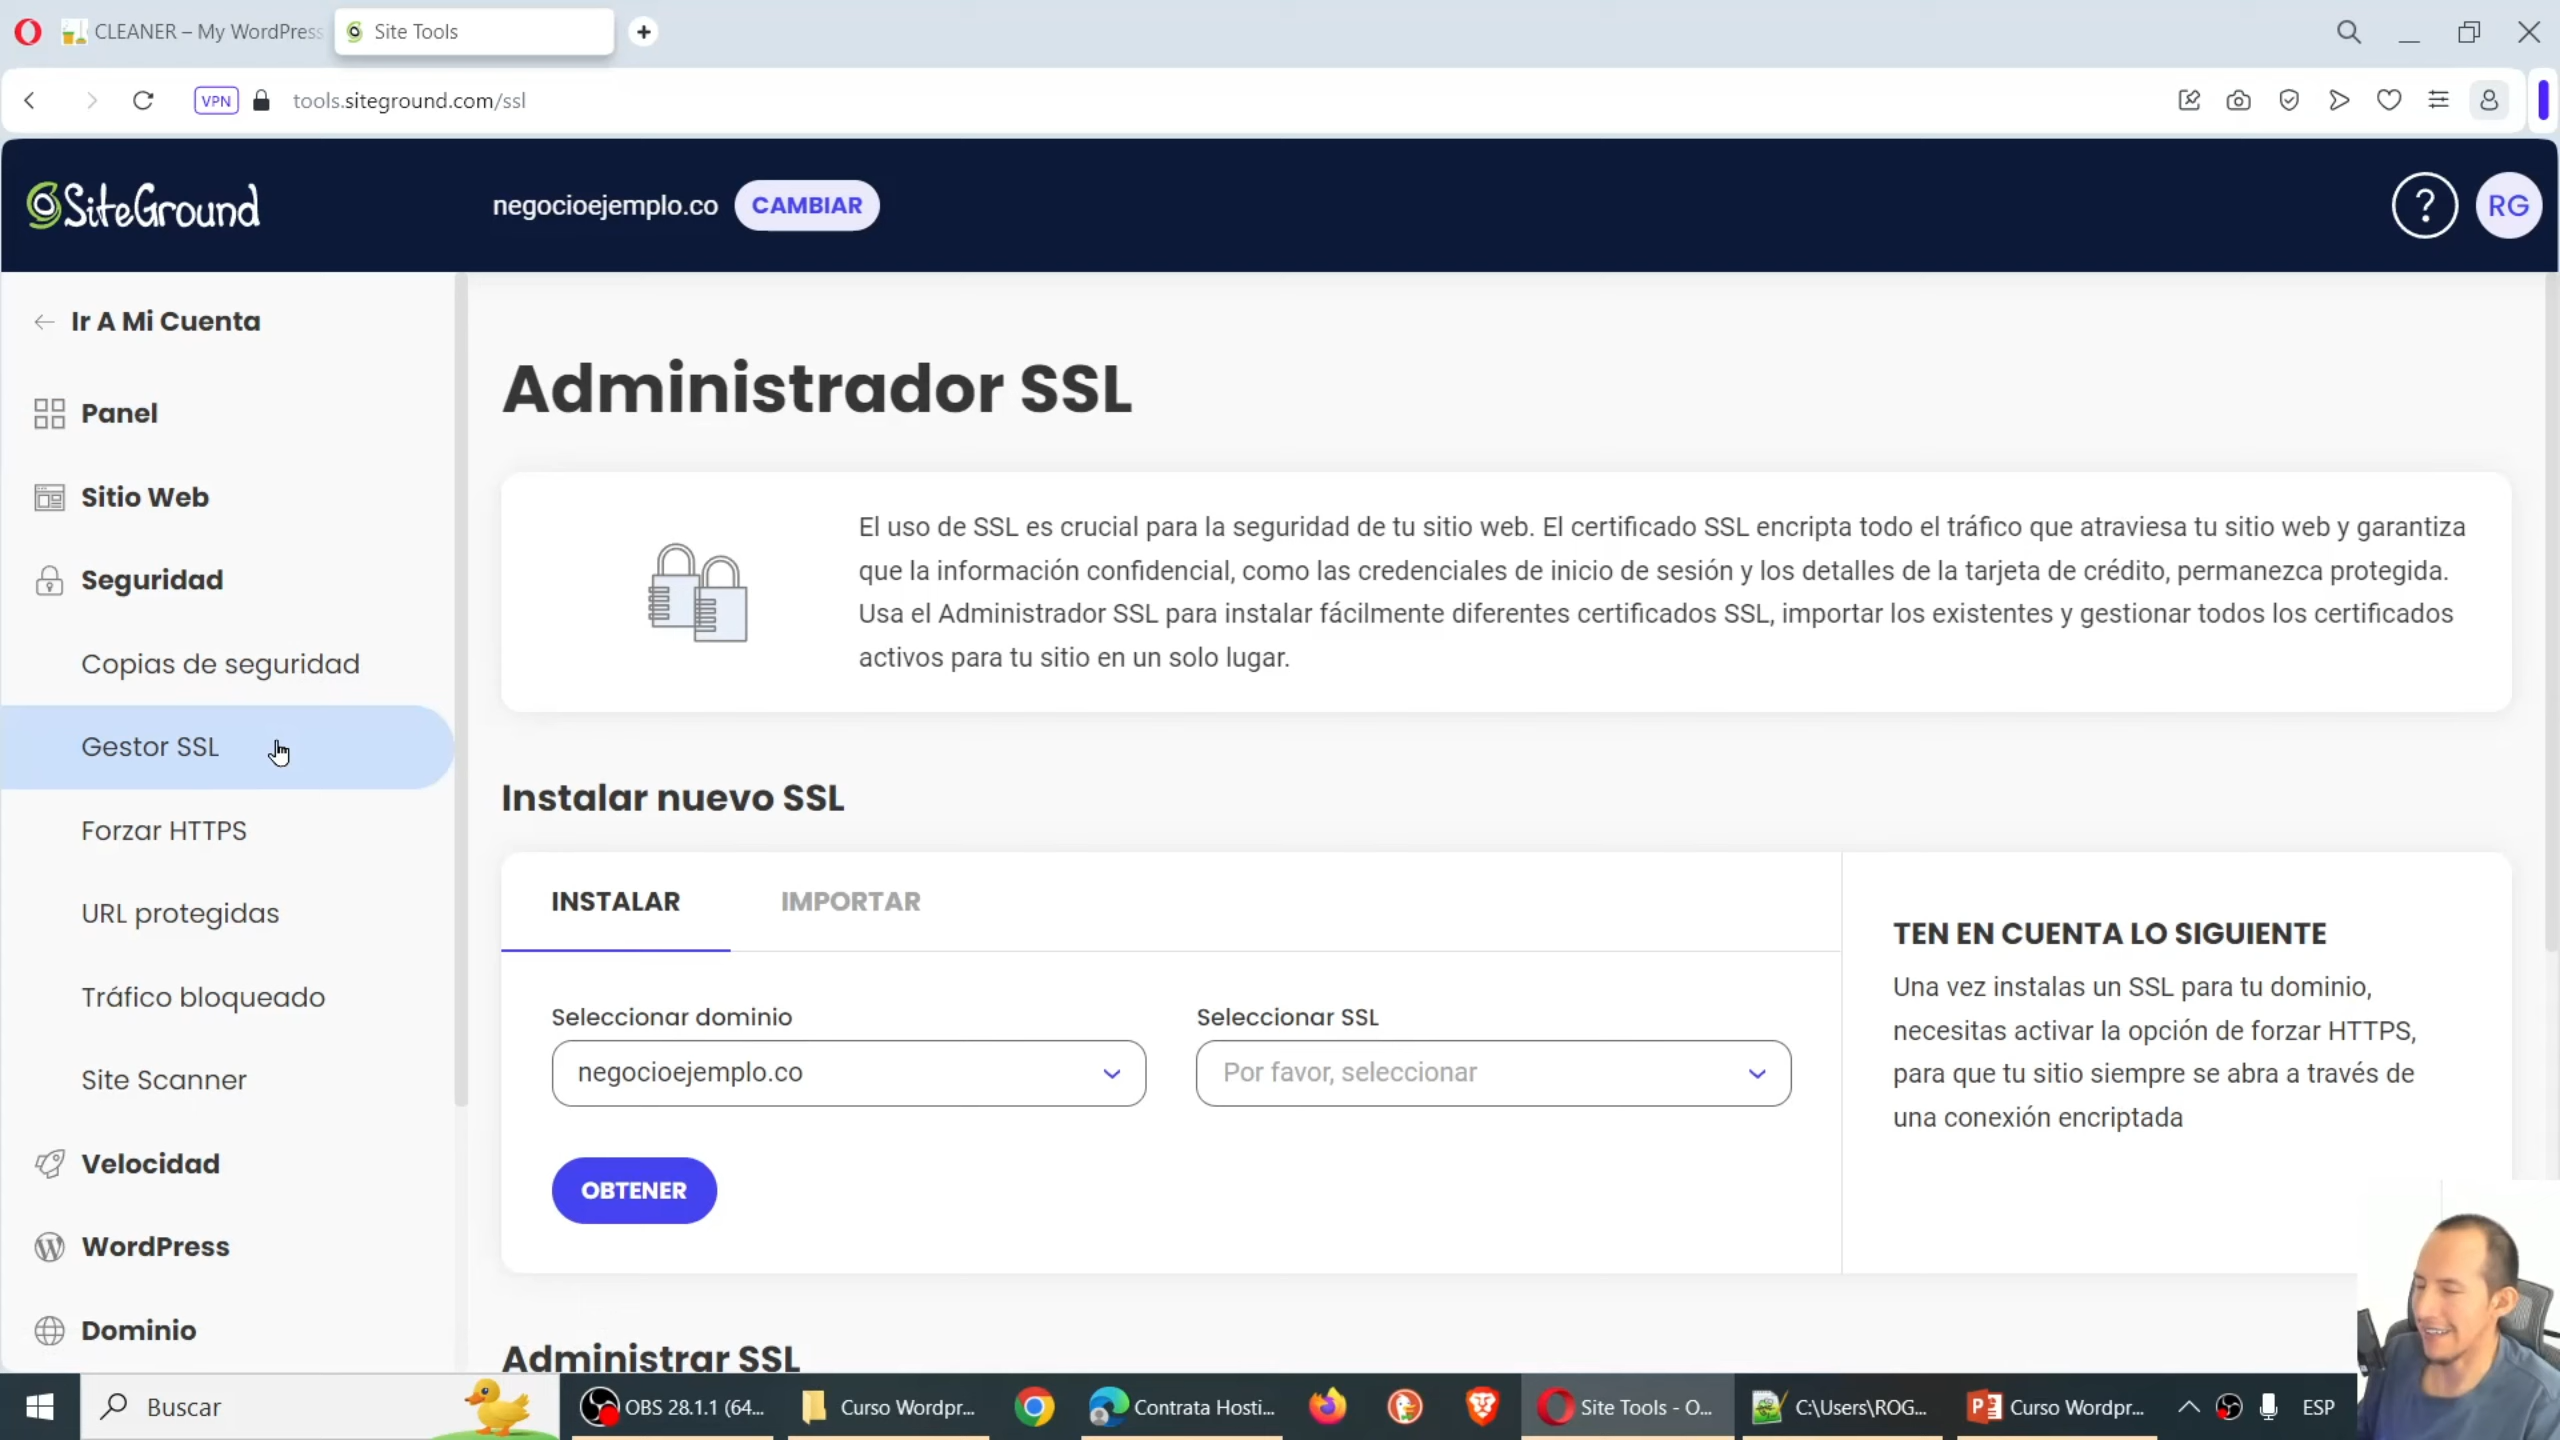 CLEANER – My WordPress
Site Tools
VPN
tools.siteground.com/ssl
SiteGround
negocioejemplo.co
CAMBIAR
?
RG
Ir A Mi Cuenta
Panel
Sitio Web
Seguridad
Copias de seguridad
Gestor SSL
Forzar HTTPS
URL protegidas
Tráfico bloqueado
Site Scanner
Velocidad
WordPress
Dominio
Administrador SSL
El uso de SSL es crucial para la seguridad de tu sitio web. El certificado SSL encripta todo el tráfico que atraviesa tu sitio web y garantiza
que la información confidencial, como las credenciales de inicio de sesión y los detalles de la tarjeta de crédito, permanezca protegida.
Usa el Administrador SSL para instalar fácilmente diferentes certificados SSL, importar los existentes y gestionar todos los certificados
activos para tu sitio en un solo lugar.
Instalar nuevo SSL
INSTALAR
IMPORTAR
Seleccionar dominio
negocioejemplo.co
Seleccionar SSL
Por favor, seleccionar
OBTENER
TEN EN CUENTA LO SIGUIENTE
Una vez instalas un SSL para tu dominio,
necesitas activar la opción de forzar HTTPS,
para que tu sitio siempre se abra a través de
una conexión encriptada
Administrar SSL
Buscar
OBS 28.1.1 (64...
Curso Wordpr...
Contrata Hosti...
Site Tools - O...
C:\Users\ROG...
Curso Wordpr...
ESP